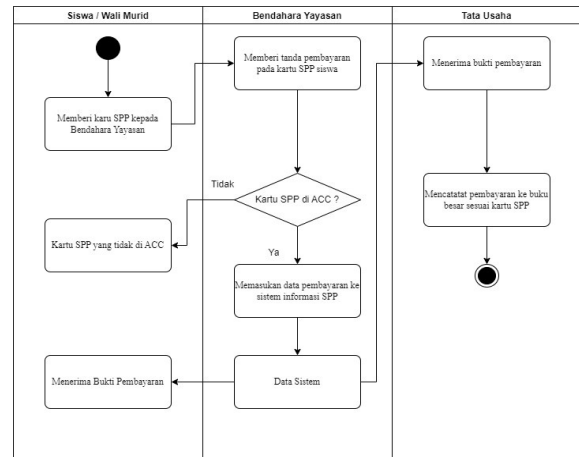 Siswa / Wali Murid
Bendahara Yayasan
Tata Usaha
Memberi tanda pembayaran
pada kartu SPP siswa
Menerima bukti pembayaran
Memberi karu SPP kepada
Bendahara Yayasan
Tidak
Kartu SPP di ACC ?
Mencatatat pembayaran ke buku
besar sesuai kartu SPP
Kartu SPP yang tidak di ACC
Ya
Memasukan data pembayaran ke
sistem informasi SPP
Menerima Bukti Pembayaran
Data Sistem